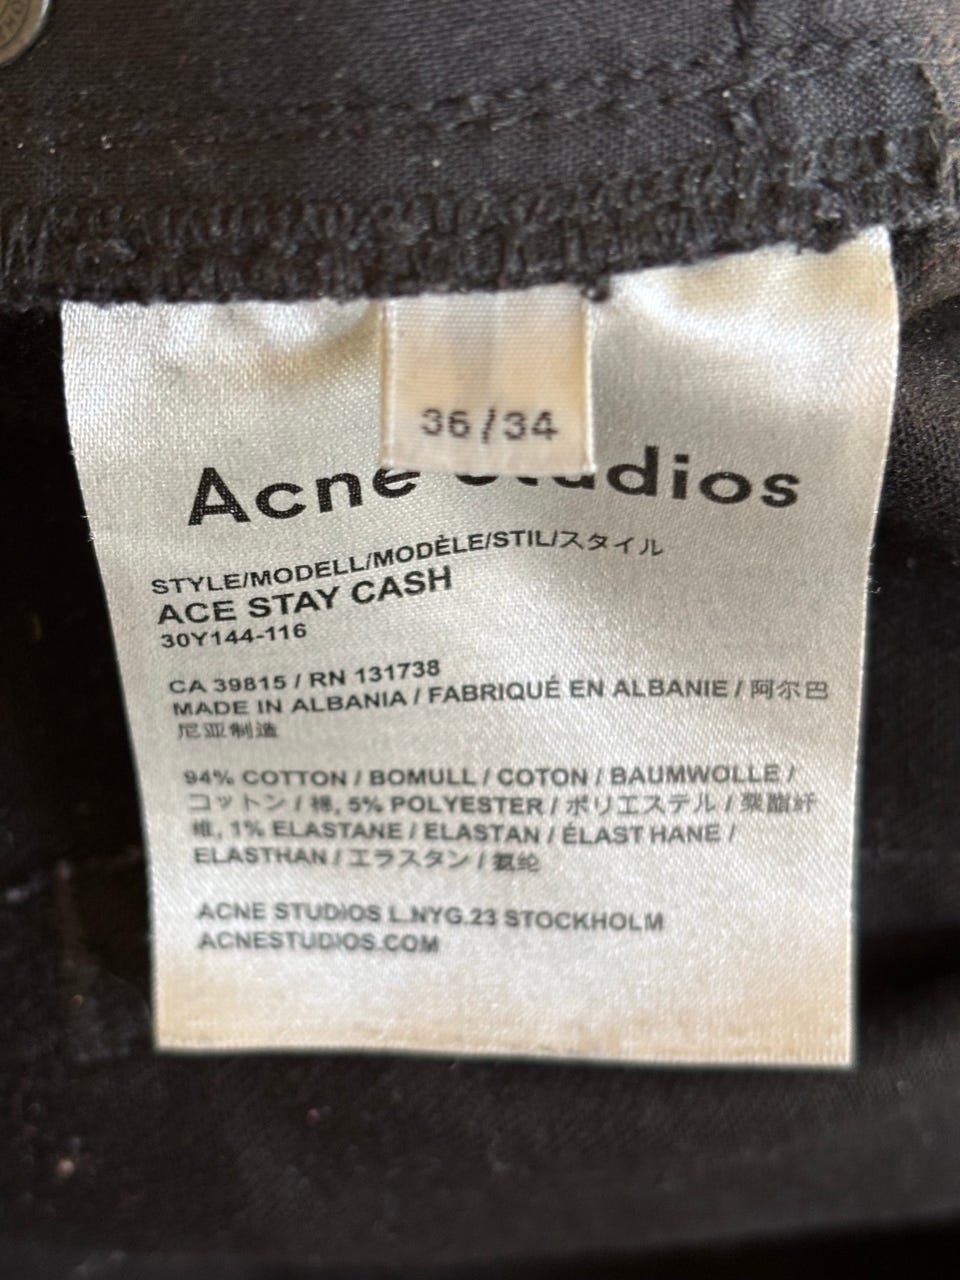 36/34
Acne Studios
STYLE/MODELL/MODÈLE/STIL/スタイル
ACE STAY CASH
30Y144-116
CA 39815 / RN 131738
MADE IN ALBANIA / FABRIQUÉ EN ALBANIE / 阿尔巴
尼亚制造
94% COTTON / BOMULL / COTON / BAUMWOLLE /
コットン / 棉, 5% POLYESTER / ポリエステル / 聚酯纤
维, 1% ELASTANE / ELASTAN / ÉLASTHANE /
ELASTHAN / エラスタン / 氨纶
ACNE STUDIOS L.NYG.23 STOCKHOLM
ACNESTUDIOS.COM